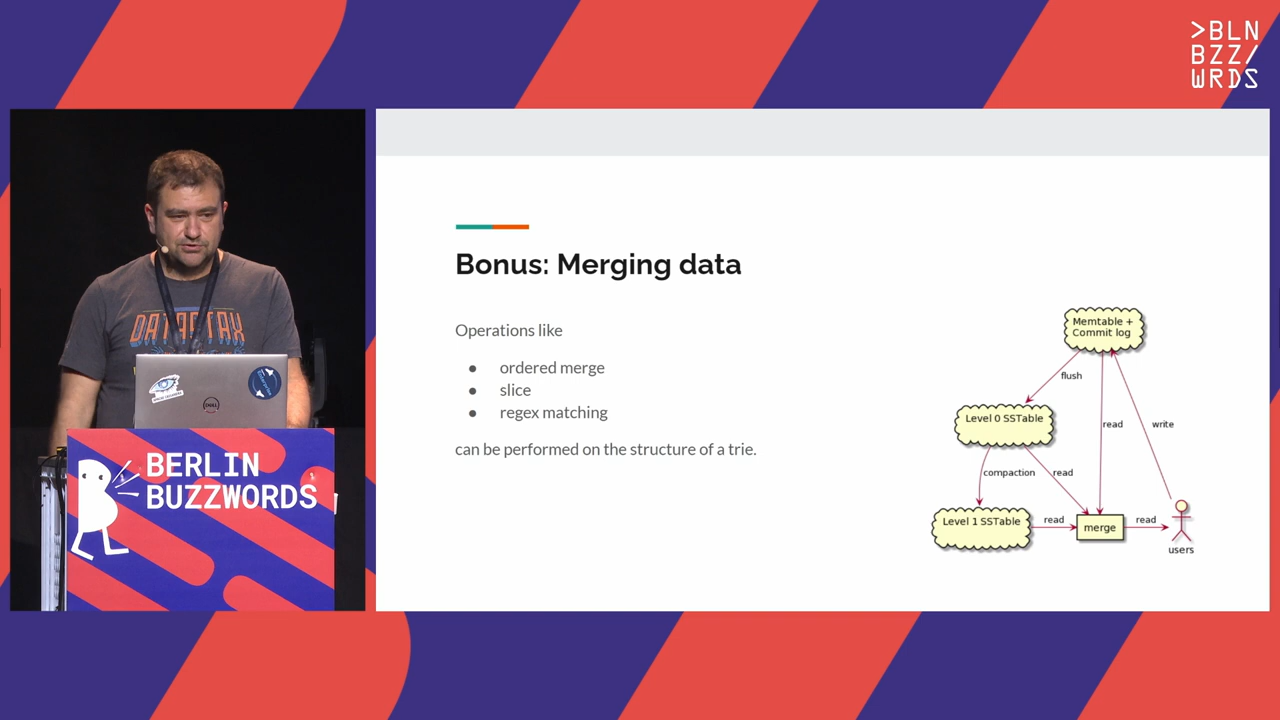 >BLN
BZZ/
WRDS
DATASTAX
DELL
BERLIN
BUZZWORDS
Bonus: Merging data
Operations like
● ordered merge
● slice
● regex matching
can be performed on the structure of a trie.
Memtable +
Commit log
flush
Level 0 SSTable
read
write
compaction
read
Level 1 SSTable
read
merge
read
users